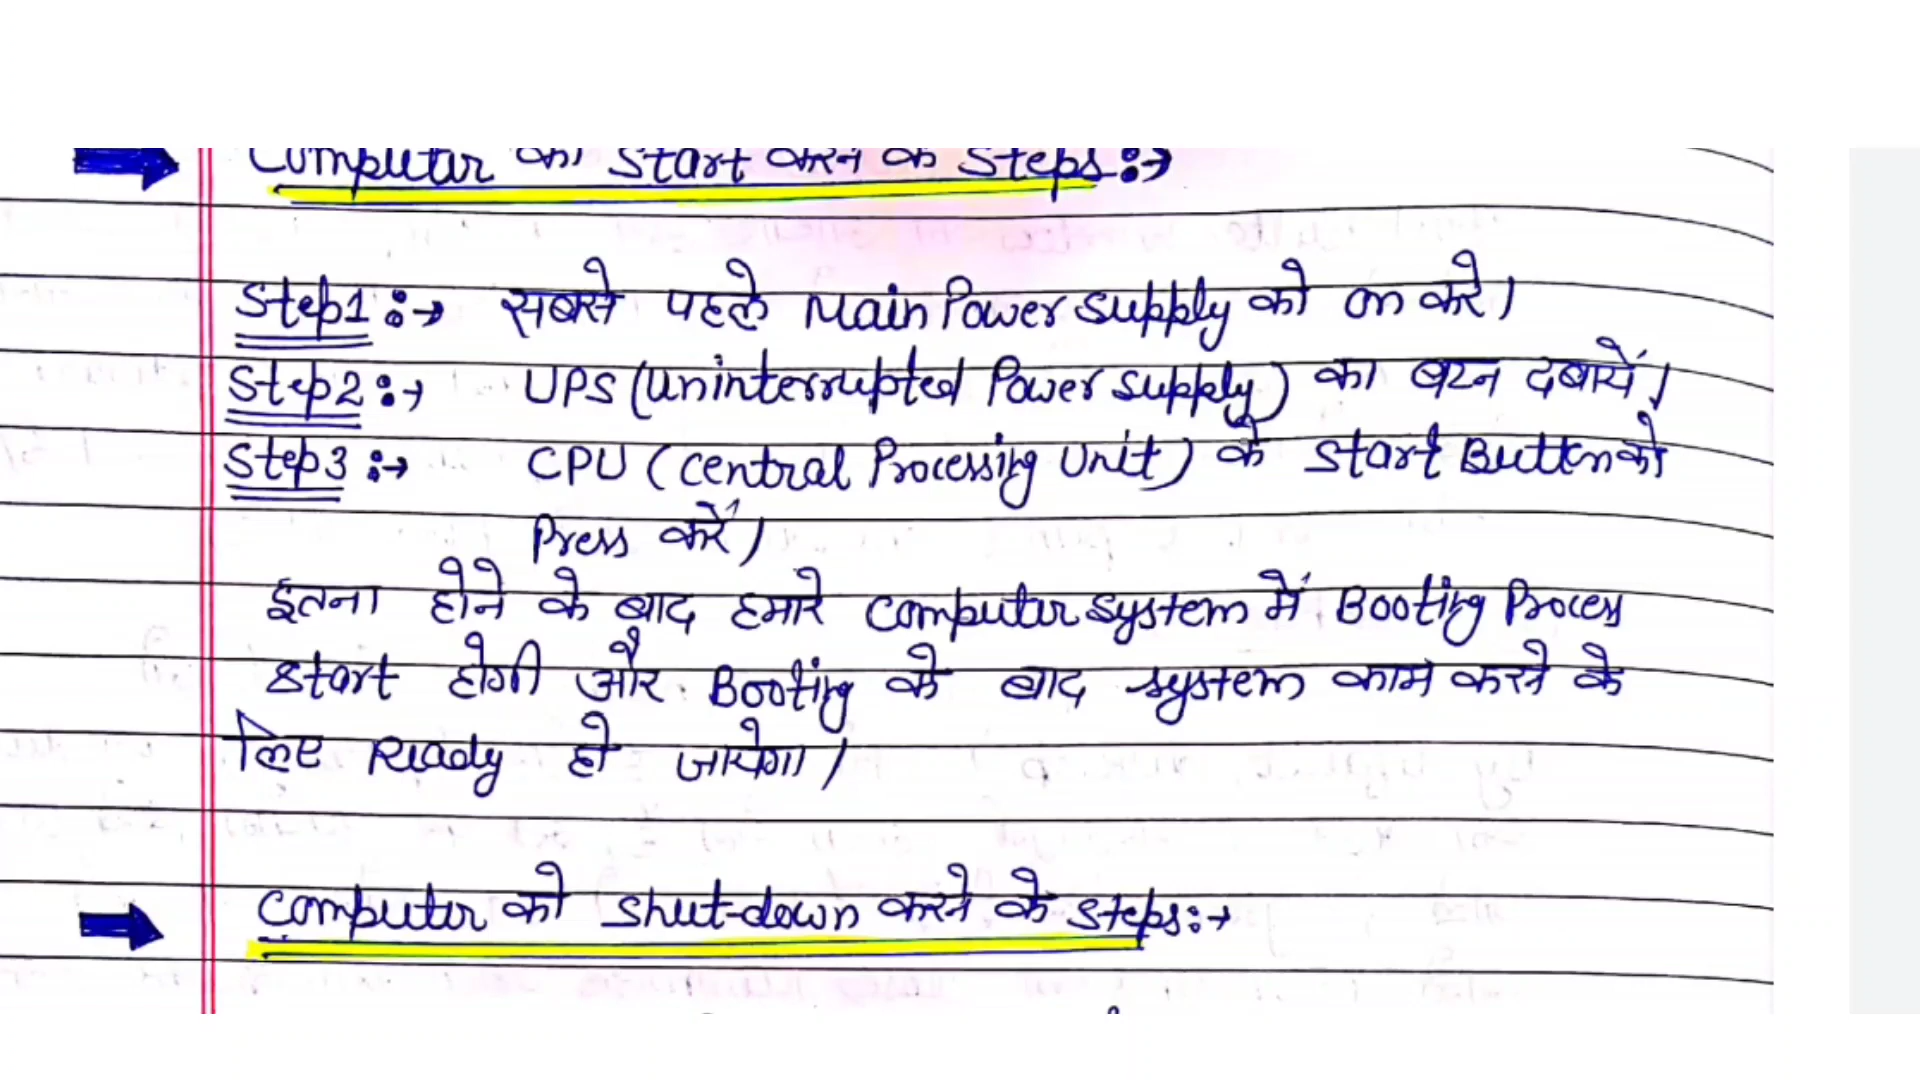 Computer को Start करने के Steps:→
Step1:→ सबसे पहले Main Power supply को on करे।
Step2:→ UPS (Uninterrupted Power supply) का बटन दबायें।
Step3:→ CPU (Central Processing Unit) के Start Button को
Press करें।
इतना होने के बाद हमारे Computer system में Booting Process
start होगी और Booting के बाद system काम करने के
लिए Ready हो जायेगा।
Computer को Shut-down करने के Steps:→